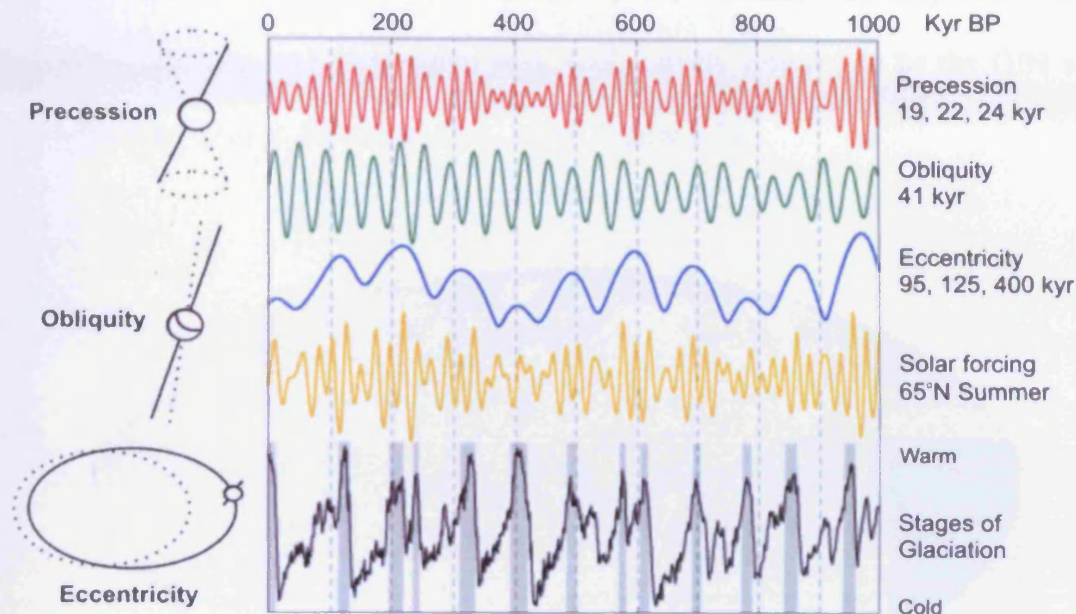 0 200 400 600 800 1000 Kyr BP
Precession
Precession
19, 22, 24 kyr
Obliquity
41 kyr
Eccentricity
95, 125, 400 kyr
Obliquity
Solar forcing
65°N Summer
Warm
Stages of
Glaciation
Eccentricity
Cold